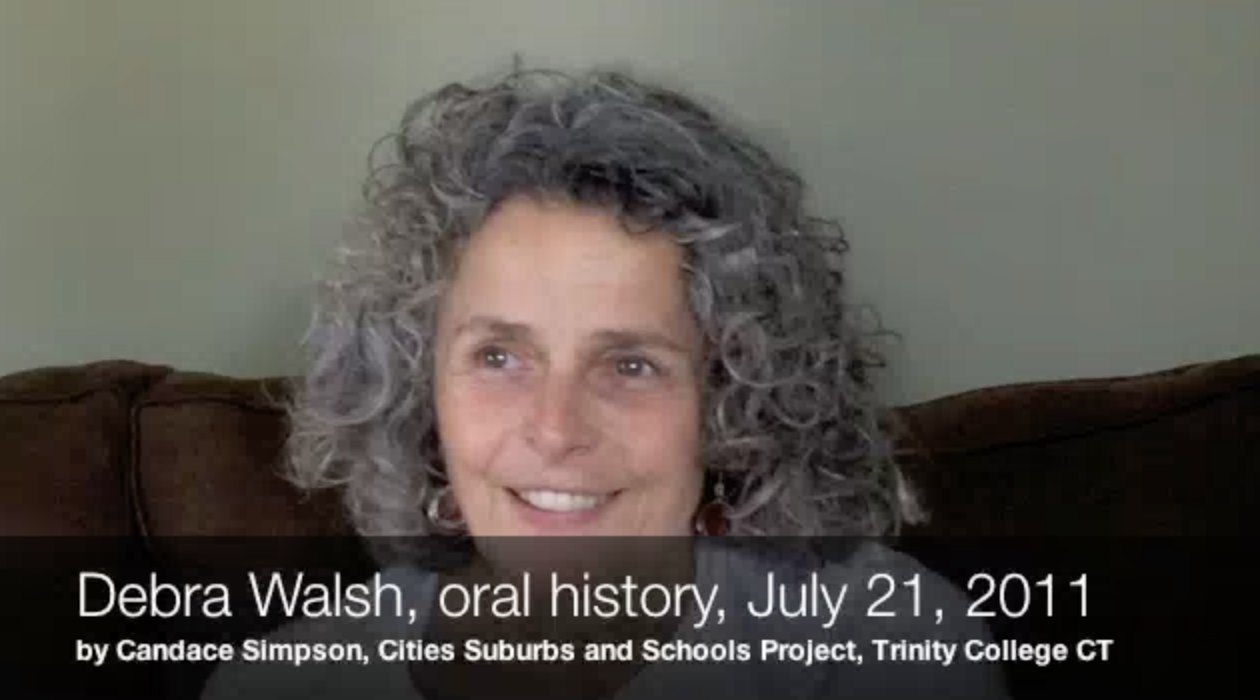 Debra Walsh, oral history, July 21, 2011
by Candace Simpson, Cities Suburbs and Schools Project, Trinity College CT